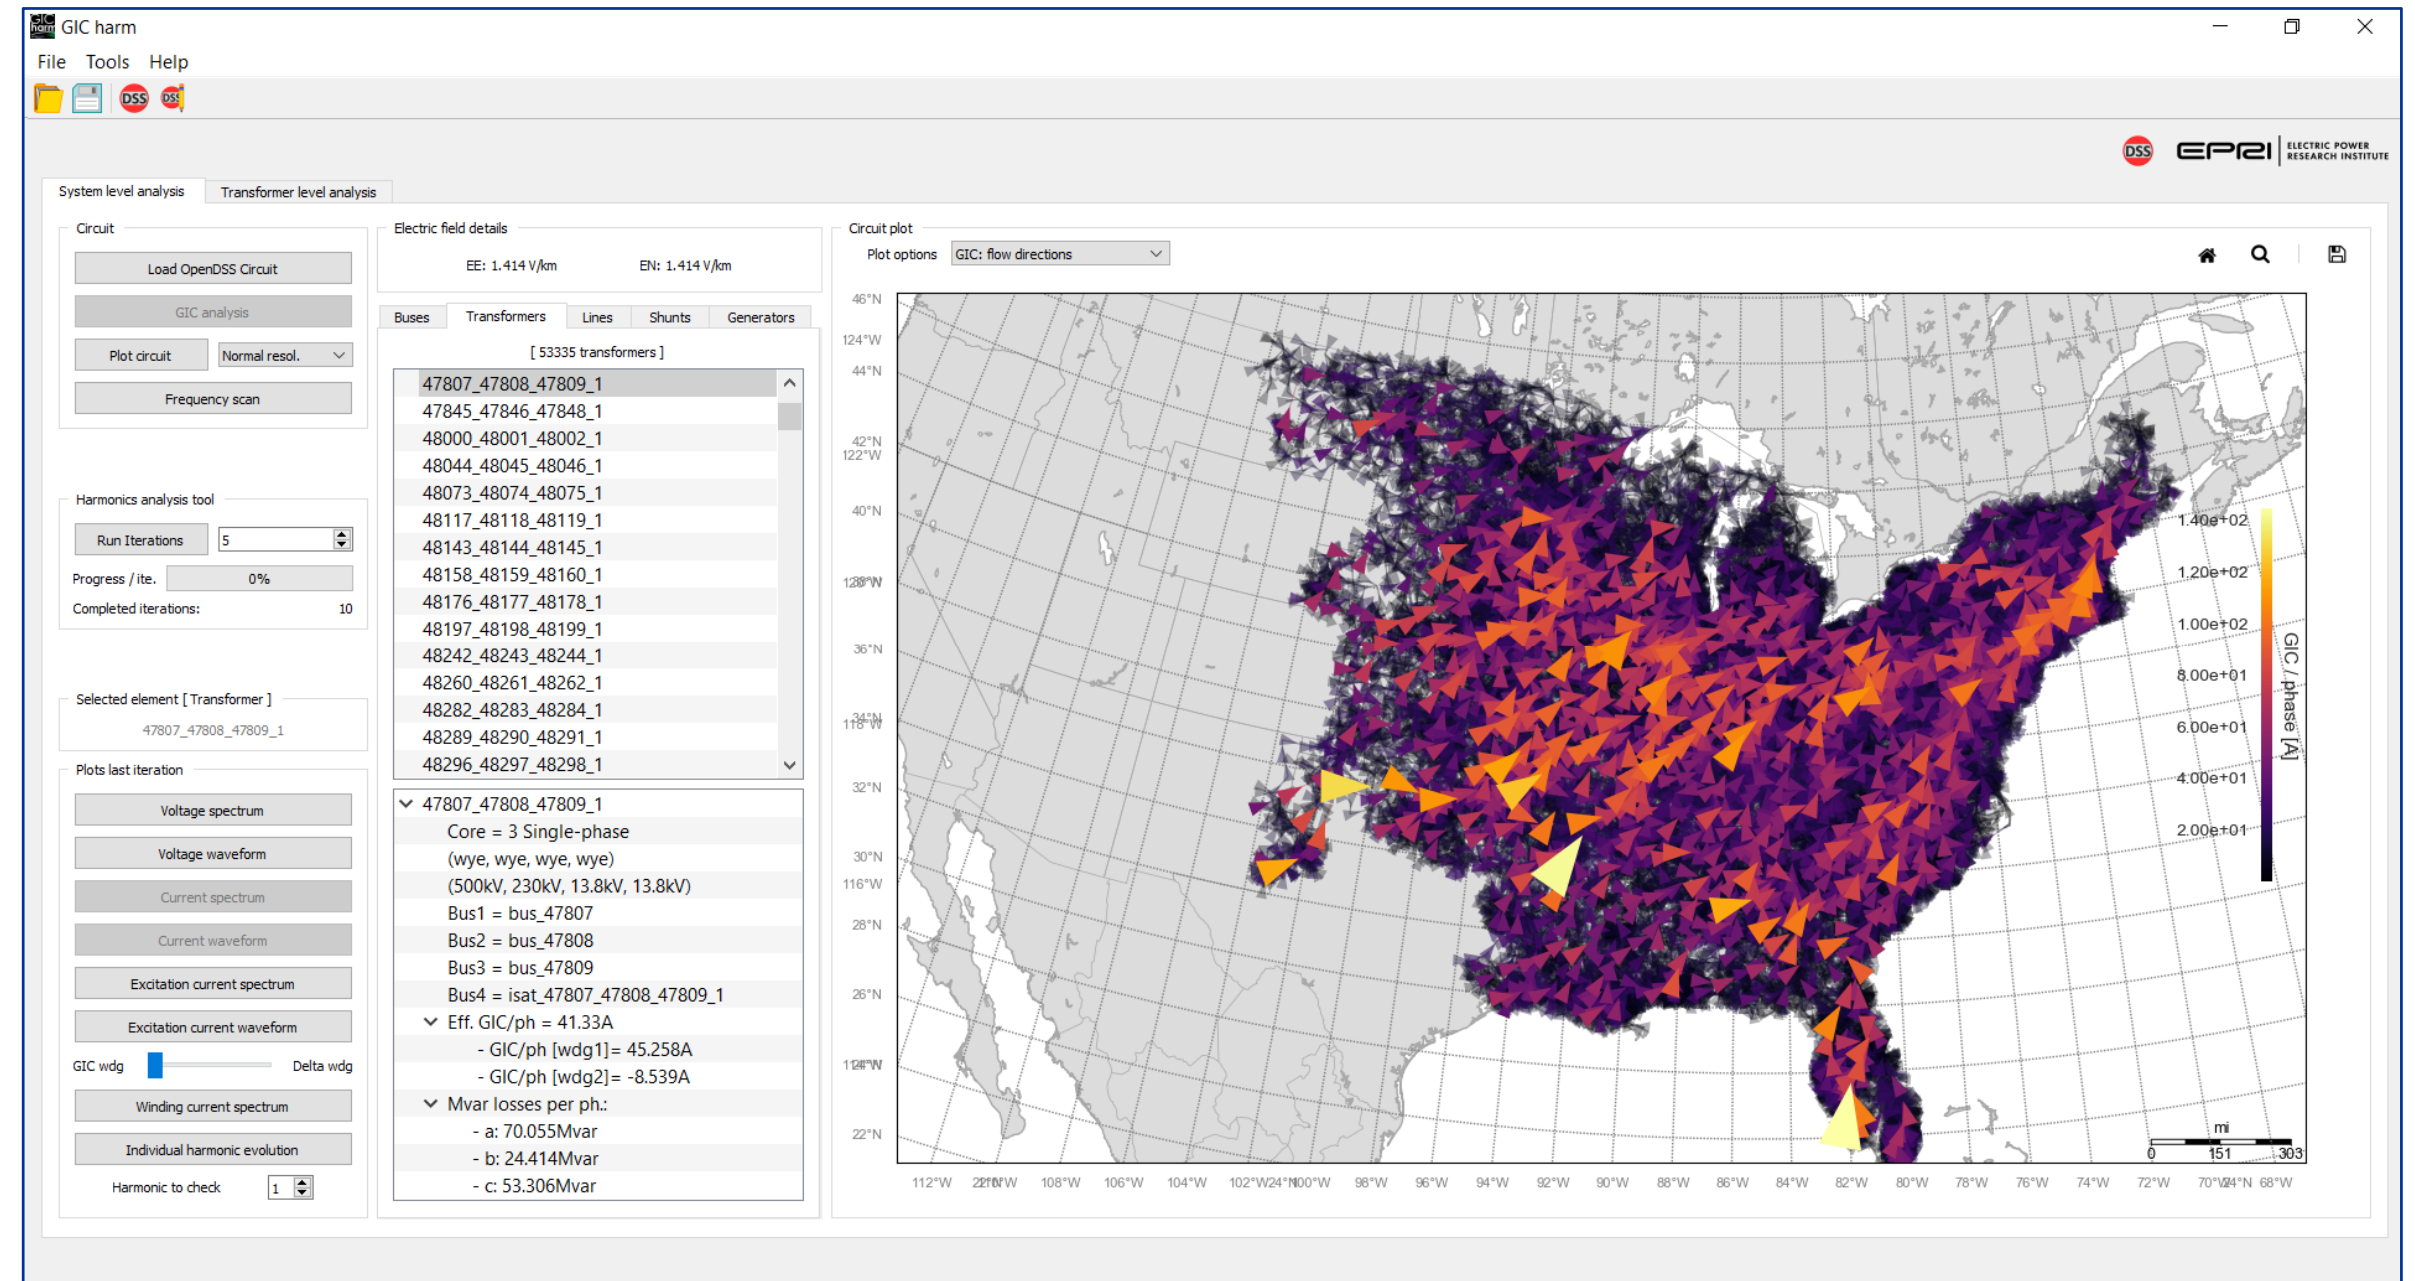 GIC harm
File Tools Help
DSS DSS
DSS EPRI ELECTRIC POWER RESEARCH INSTITUTE
System level analysis Transformer level analysis
Circuit
Load OpenDSS Circuit
GIC analysis
Plot circuit Normal resol.
Frequency scan
Harmonics analysis tool
Run Iterations 5
Progress / ite. 0%
Completed iterations: 10
Selected element [ Transformer ]
47807_47808_47809_1
Plots last iteration
Voltage spectrum
Voltage waveform
Current spectrum
Current waveform
Excitation current spectrum
Excitation current waveform
GIC wdg Delta wdg
Winding current spectrum
Individual harmonic evolution
Harmonic to check 1
Electric field details
EE: 1.414 V/km EN: 1.414 V/km
Buses Transformers Lines Shunts Generators
[ 53335 transformers ]
47807_47808_47809_1
47845_47846_47848_1
48000_48001_48002_1
48044_48045_48046_1
48073_48074_48075_1
48117_48118_48119_1
48143_48144_48145_1
48158_48159_48160_1
48176_48177_48178_1
48197_48198_48199_1
48242_48243_48244_1
48260_48261_48262_1
48282_48283_48284_1
48289_48290_48291_1
48296_48297_48298_1
47807_47808_47809_1
Core = 3 Single-phase
(wye, wye, wye, wye)
(500kV, 230kV, 13.8kV, 13.8kV)
Bus1 = bus_47807
Bus2 = bus_47808
Bus3 = bus_47809
Bus4 = isat_47807_47808_47809_1
Eff. GIC/ph = 41.33A
- GIC/ph [wdg1]= 45.258A
- GIC/ph [wdg2]= -8.539A
Mvar losses per ph.:
- a: 70.055Mvar
- b: 24.414Mvar
- c: 53.306Mvar
Circuit plot
Plot options GIC: flow directions
46°N
124°W
44°N
42°N
122°W
40°N
36°N
32°N
30°N
116°W
28°N
26°N
22°N
1.40e+02
1.20e+02
1.00e+02
8.00e+01
6.00e+01
4.00e+01
2.00e+01
GIC / phase [A]
mi
0 151 303
112°W 108°W 106°W 104°W 102°W 100°W 98°W 96°W 94°W 92°W 90°W 88°W 86°W 84°W 82°W 80°W 78°W 76°W 74°W 72°W 70°W 68°W